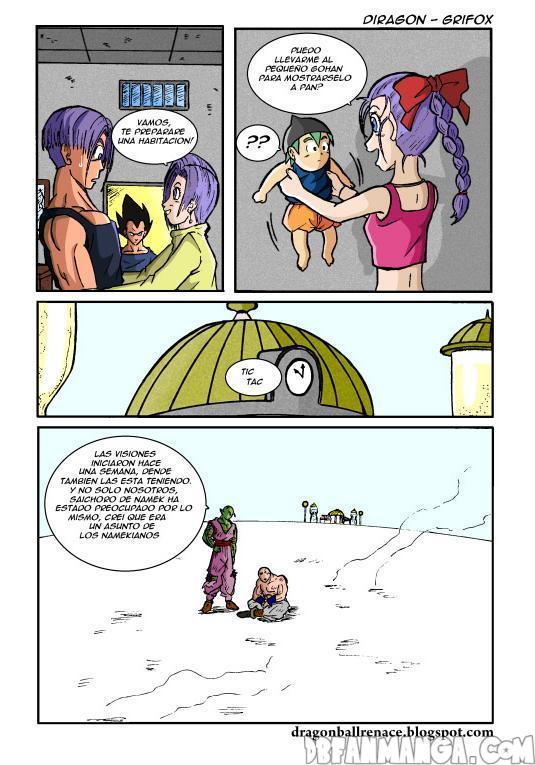 DIRAGON - GRIFOX
VAMOS,
TE PREPARARE
UNA HABITACION!
PUEDO
LLEVARME AL
PEQUEÑO GOHAN
PARA MOSTRARSELO
A PAN?
??
TIC
TAC
LAS VISIONES
INICIARON HACE
UNA SEMANA, DENDE
TAMBIEN LAS ESTA TENIENDO.
Y NO SOLO NOSOTROS,
SAICHORO DE NAMEK HA
ESTADO PREOCUPADO POR LO
MISMO, CREI QUE ERA
UN ASUNTO DE
LOS NAMEKIANOS
dragonballrenace.blogspot.com
DBFANMANGA.COM